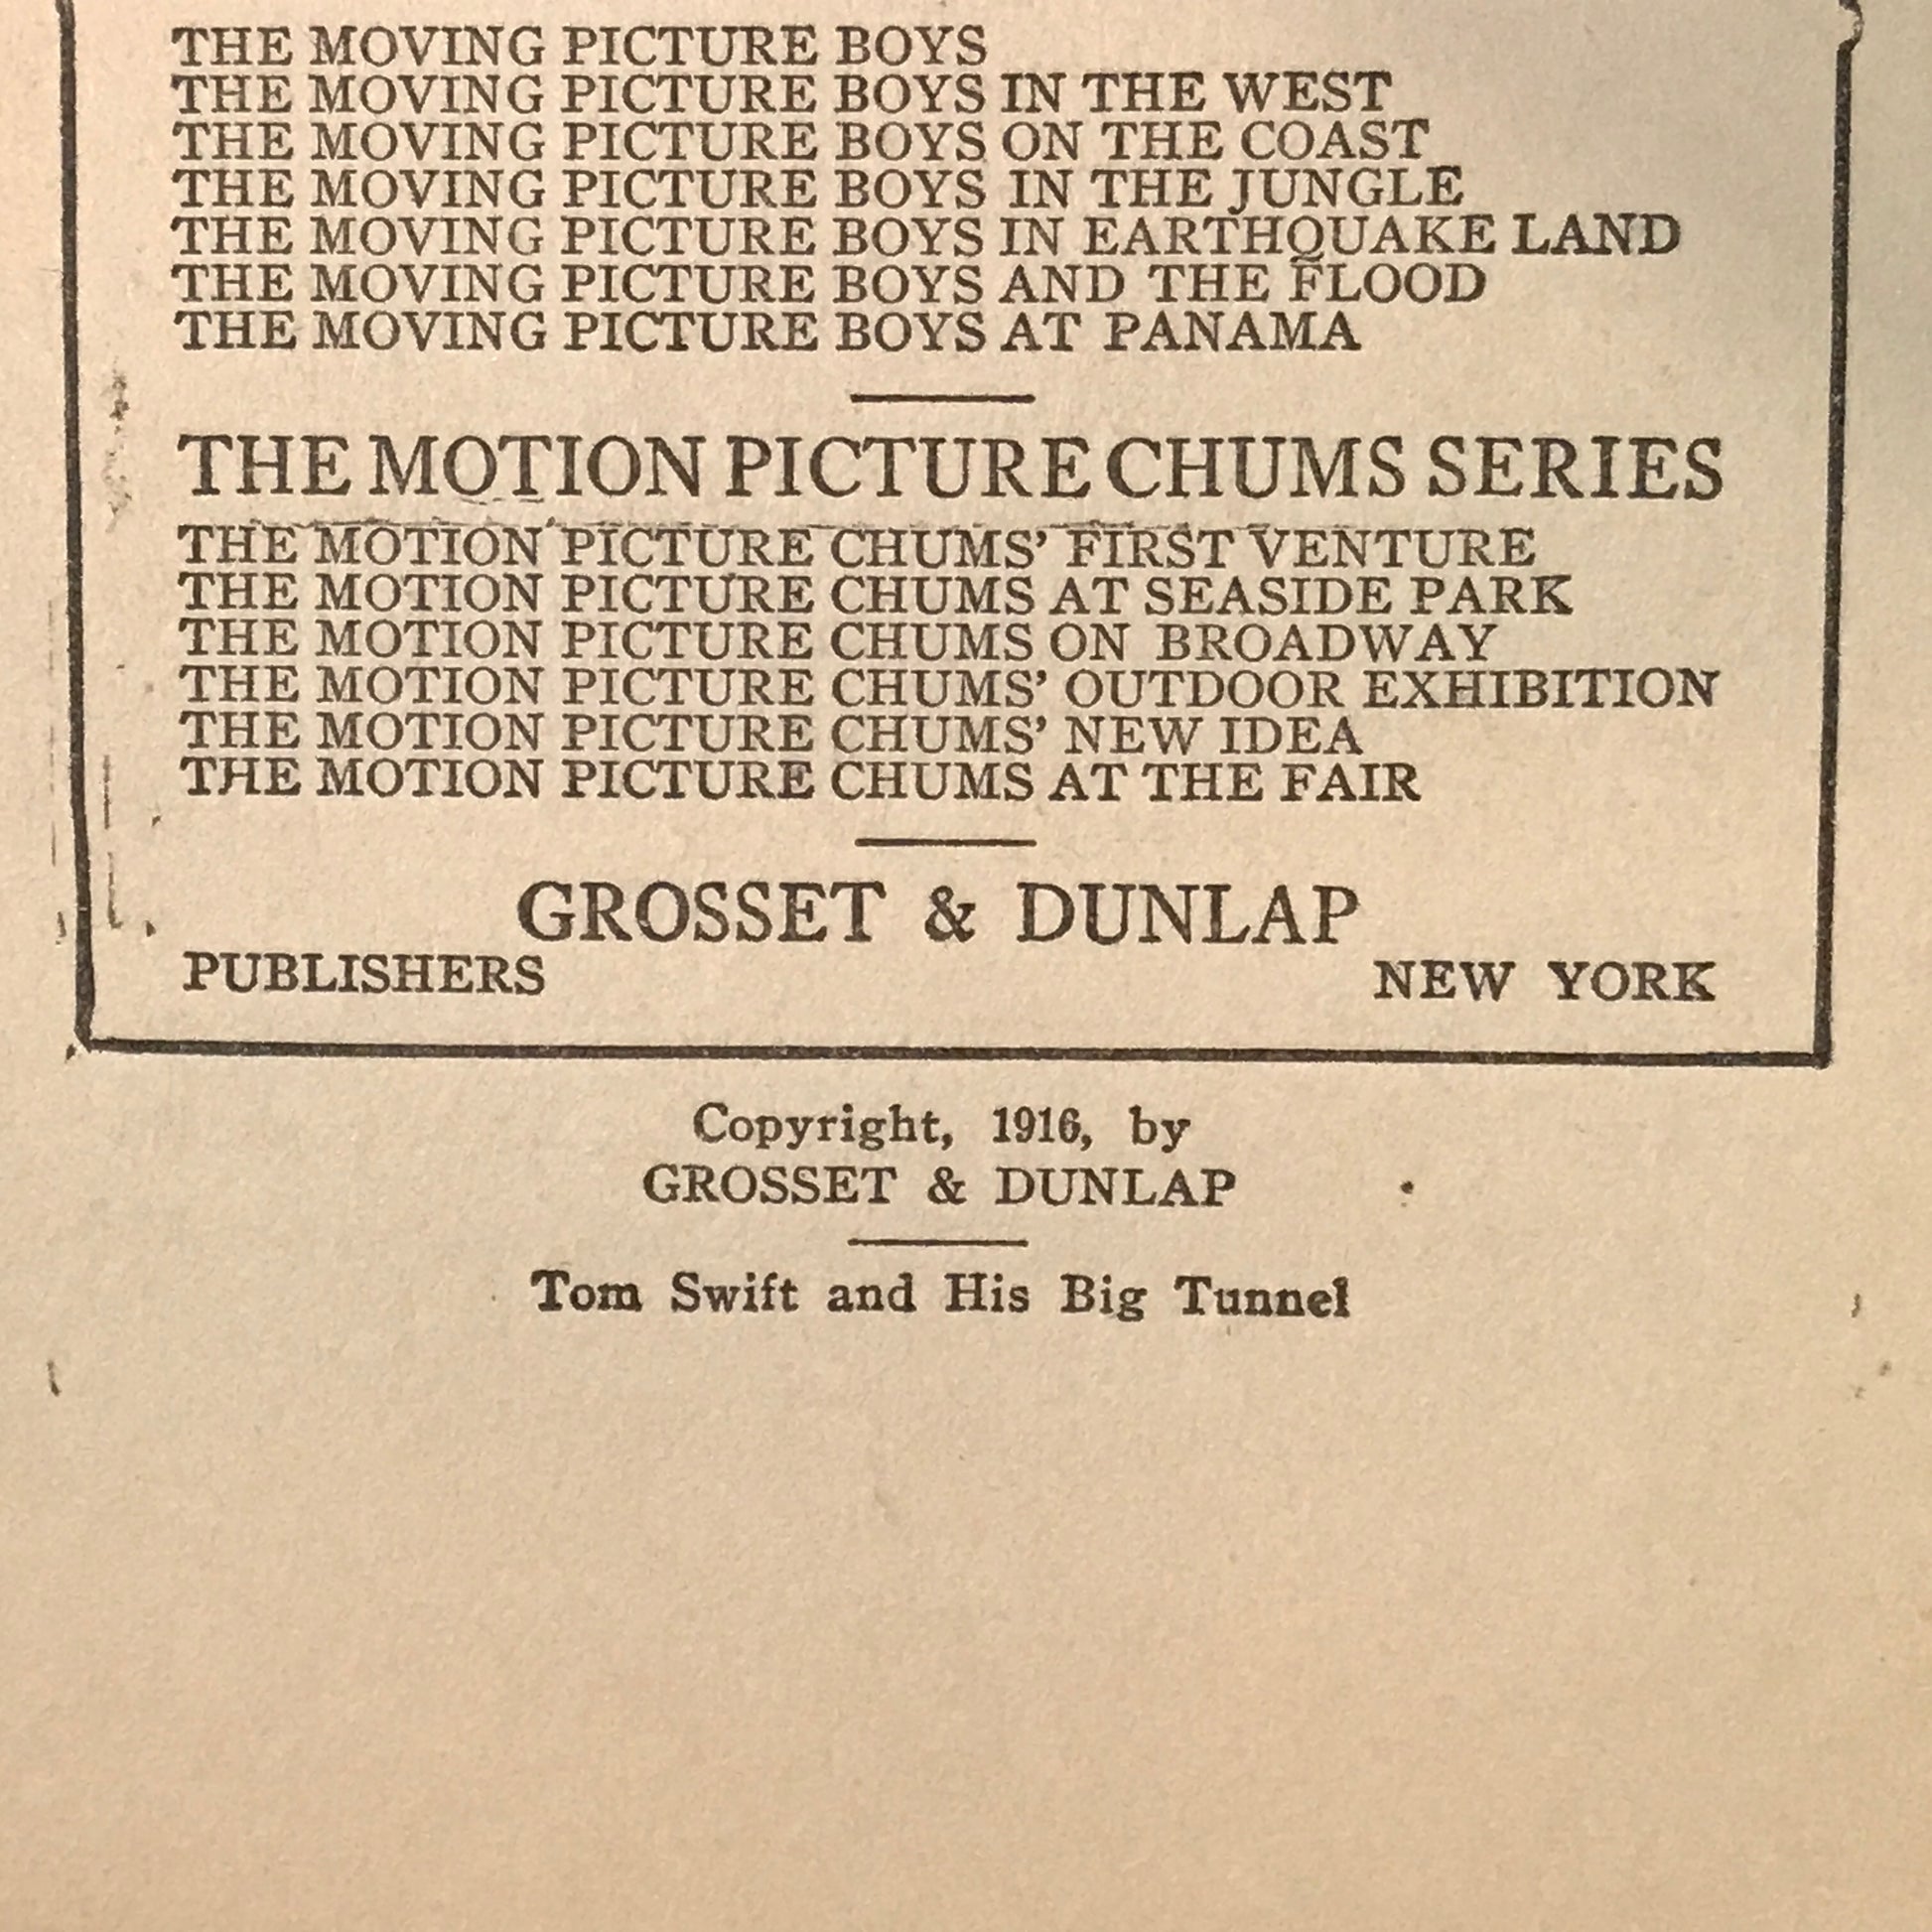 THE MOVING PICTURE BOYS
THE MOVING PICTURE BOYS IN THE WEST
THE MOVING PICTURE BOYS ON THE COAST
THE MOVING PICTURE BOYS IN THE JUNGLE
THE MOVING PICTURE BOYS IN EARTHQUAKE LAND
THE MOVING PICTURE BOYS AND THE FLOOD
THE MOVING PICTURE BOYS AT PANAMA
THE MOTION PICTURE CHUMS SERIES
THE MOTION PICTURE CHUMS' FIRST VENTURE
THE MOTION PICTURE CHUMS AT SEASIDE PARK
THE MOTION PICTURE CHUMS ON BROADWAY
THE MOTION PICTURE CHUMS' OUTDOOR EXHIBITION
THE MOTION PICTURE CHUMS' NEW IDEA
THE MOTION PICTURE CHUMS AT THE FAIR
GROSSET & DUNLAP
PUBLISHERS NEW YORK
Copyright, 1916, by
GROSSET & DUNLAP
Tom Swift and His Big Tunnel